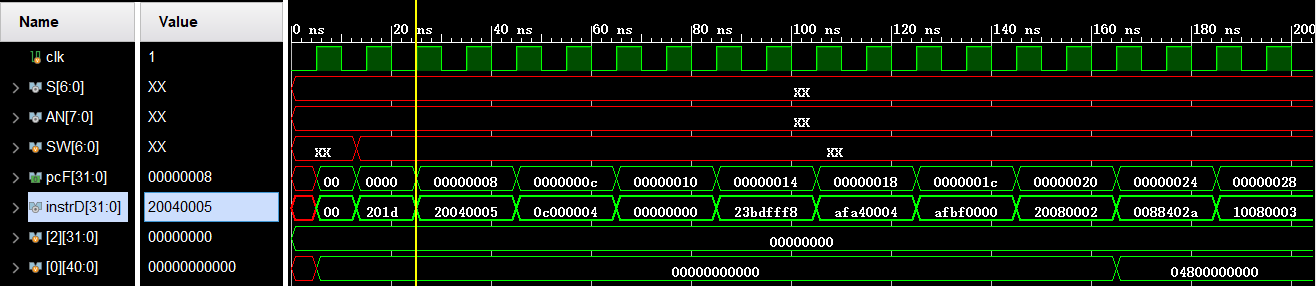 Name Value
0 ns 20 ns 40 ns 60 ns 80 ns 100 ns 120 ns 140 ns 160 ns 180 ns 200
clk 1
S[6:0] XX XX
AN[7:0] XX XX
SW[6:0] XX XX XX
pcF[31:0] 00000008 00 0000 00000008 0000000c 00000010 00000014 00000018 0000001c 00000020 00000024 00000028
instrD[31:0] 20040005 00 201d 20040005 0c000004 00000000 23bdfff8 afa40004 afbf0000 20080002 0088402a 10080003
[2][31:0] 00000000 00000000
[0][40:0] 00000000000 00000000000 04800000000